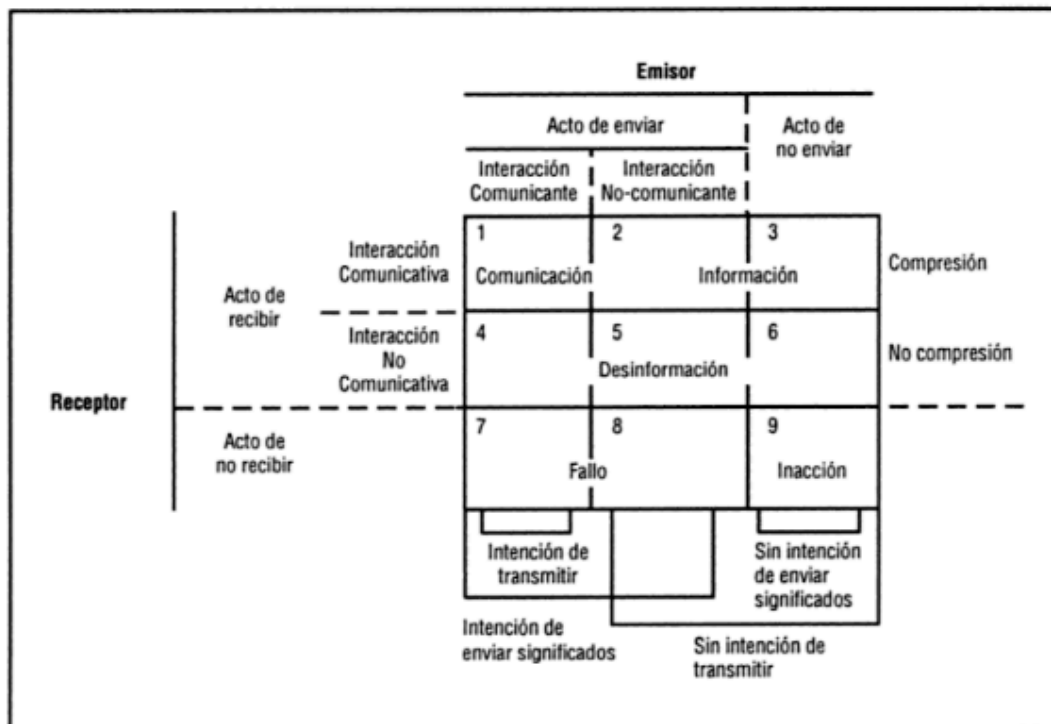 Emisor
Acto de enviar
Acto de
no enviar
Interacción
Comunicante
Interacción
No-comunicante
Receptor
Acto de
recibir
Acto de
no recibir
Interacción
Comunicativa
Interacción
No
Comunicativa
1
2
3
Comunicación
Información
Compresión
4
5
6
Desinformación
No compresión
7
8
9
Fallo
Inacción
Intención de
transmitir
Sin intención
de enviar
significados
Intención de
enviar significados
Sin intención de
transmitir